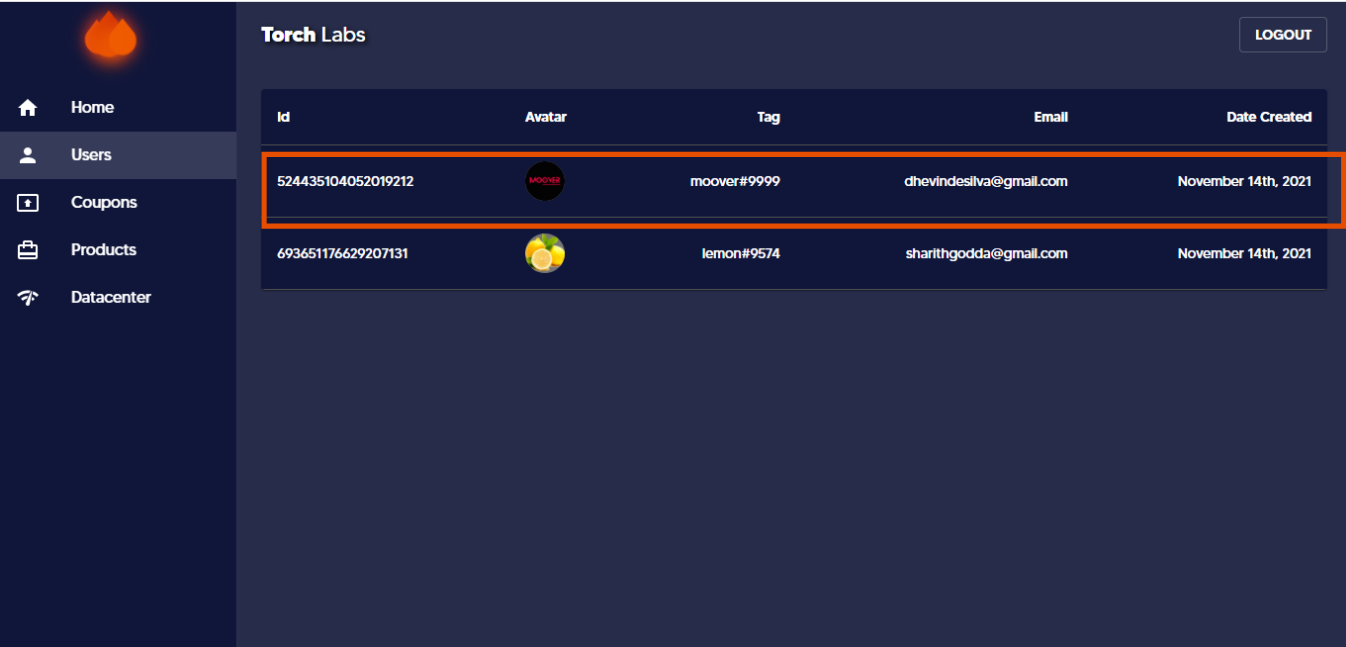 Torch Labs
LOGOUT
Home
Users
Coupons
Products
Datacenter
Id Avatar Tag Email Date Created
524435104052019212 MOOVER moover#9999 dhevindesilva@gmail.com November 14th, 2021
693651176629207131 lemon#9574 sharithgodda@gmail.com November 14th, 2021